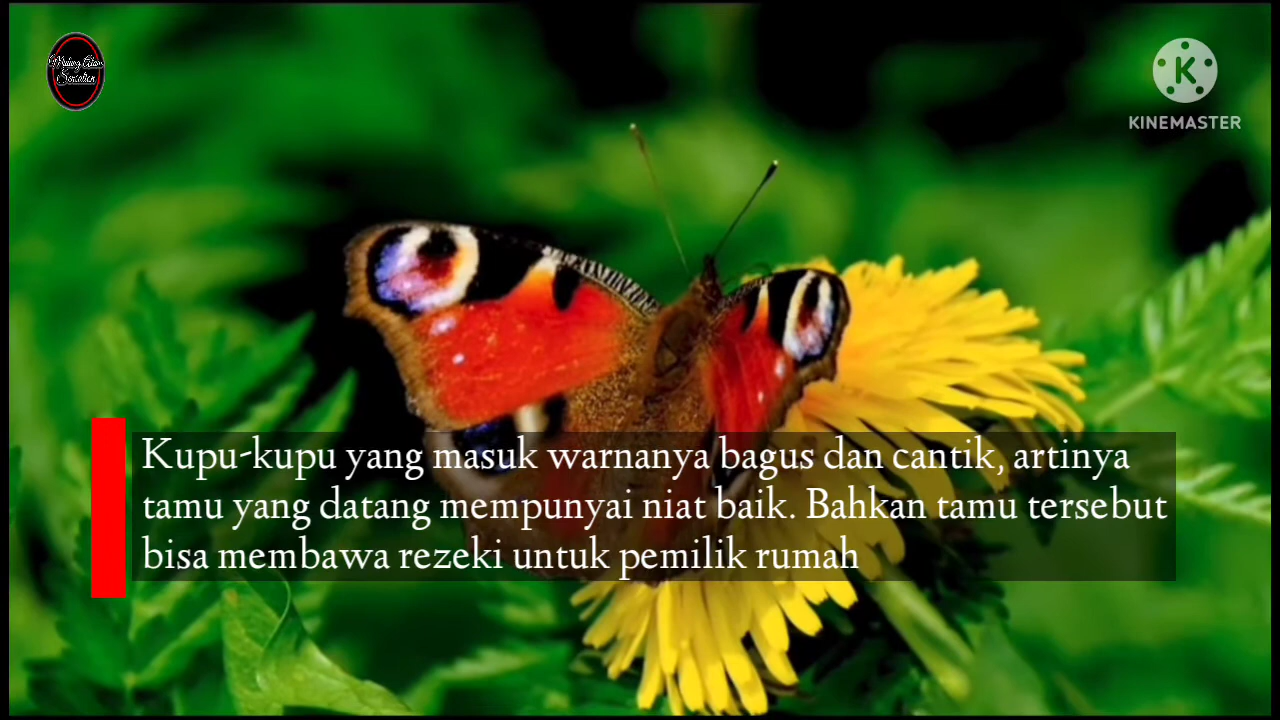 KINEMASTER
Kupu-kupu yang masuk warnanya bagus dan cantik, artinya
tamu yang datang mempunyai niat baik. Bahkan tamu tersebut
bisa membawa rezeki untuk pemilik rumah